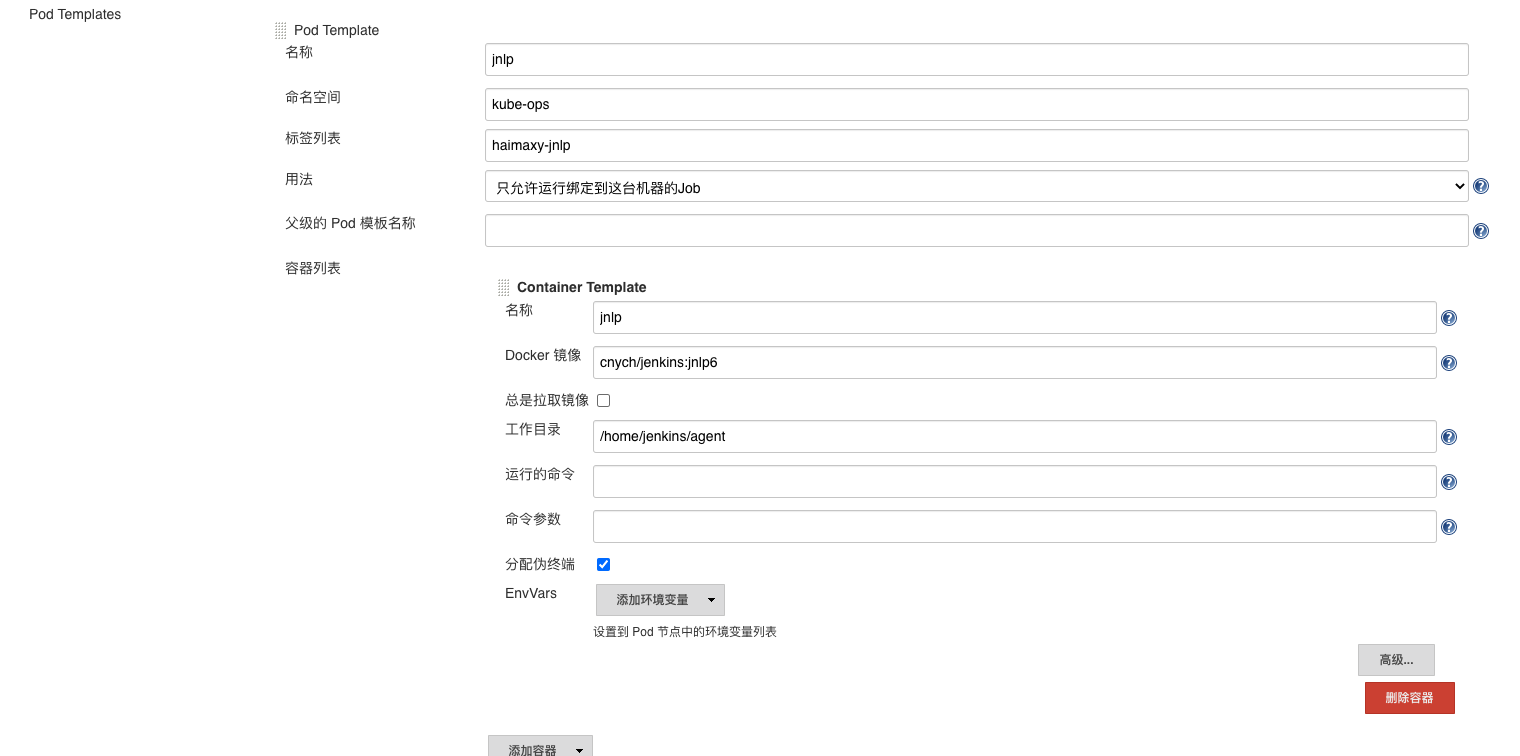 Pod Templates
Pod Template
名称
jnlp
命名空间
kube-ops
标签列表
haimaxy-jnlp
用法
只允许运行绑定到这台机器的Job
父级的 Pod 模板名称
容器列表
Container Template
名称
jnlp
Docker 镜像
cnych/jenkins:jnlp6
总是拉取镜像
工作目录
/home/jenkins/agent
运行的命令
命令参数
分配伪终端
EnvVars
添加环境变量
设置到 Pod 节点中的环境变量列表
高级...
删除容器
添加容器